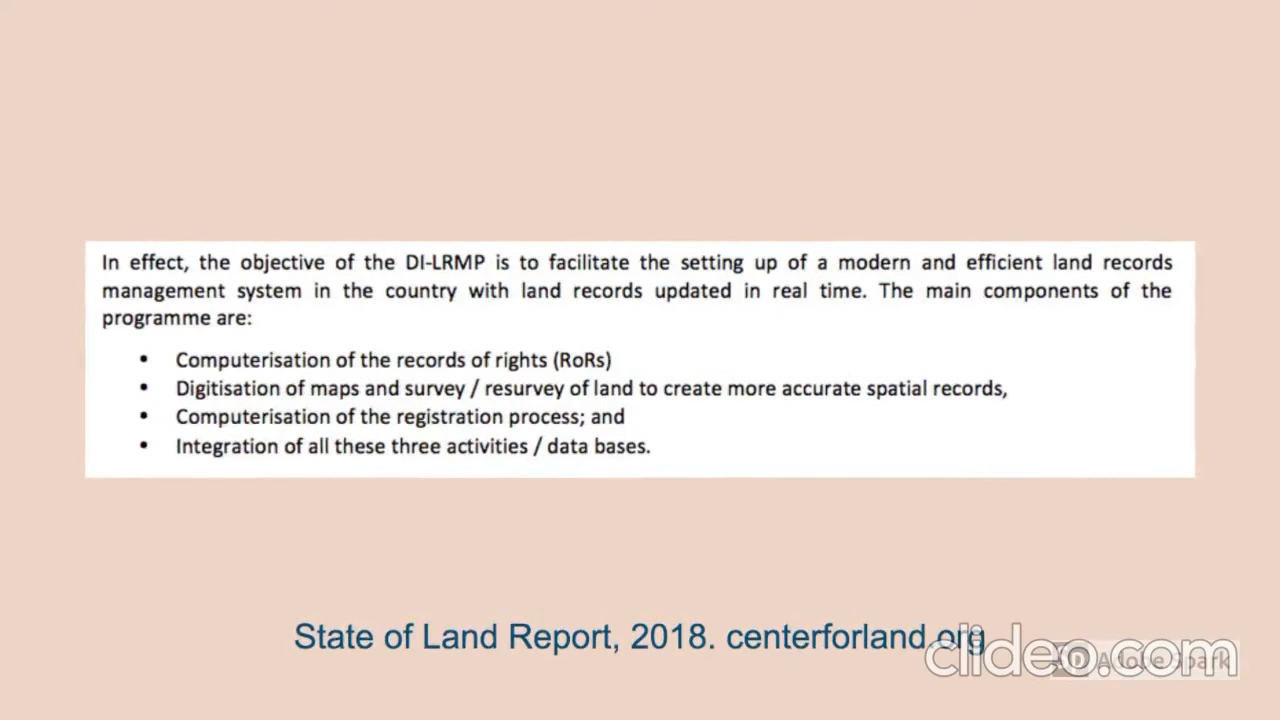 In effect, the objective of the DI-LRMP is to facilitate the setting up of a modern and efficient land records
management system in the country with land records updated in real time. The main components of the
programme are:
• Computerisation of the records of rights (RoRs)
• Digitisation of maps and survey / resurvey of land to create more accurate spatial records,
• Computerisation of the registration process; and
• Integration of all these three activities / data bases.
State of Land Report, 2018. centerforland.org
clideo.com
Adobe Spark